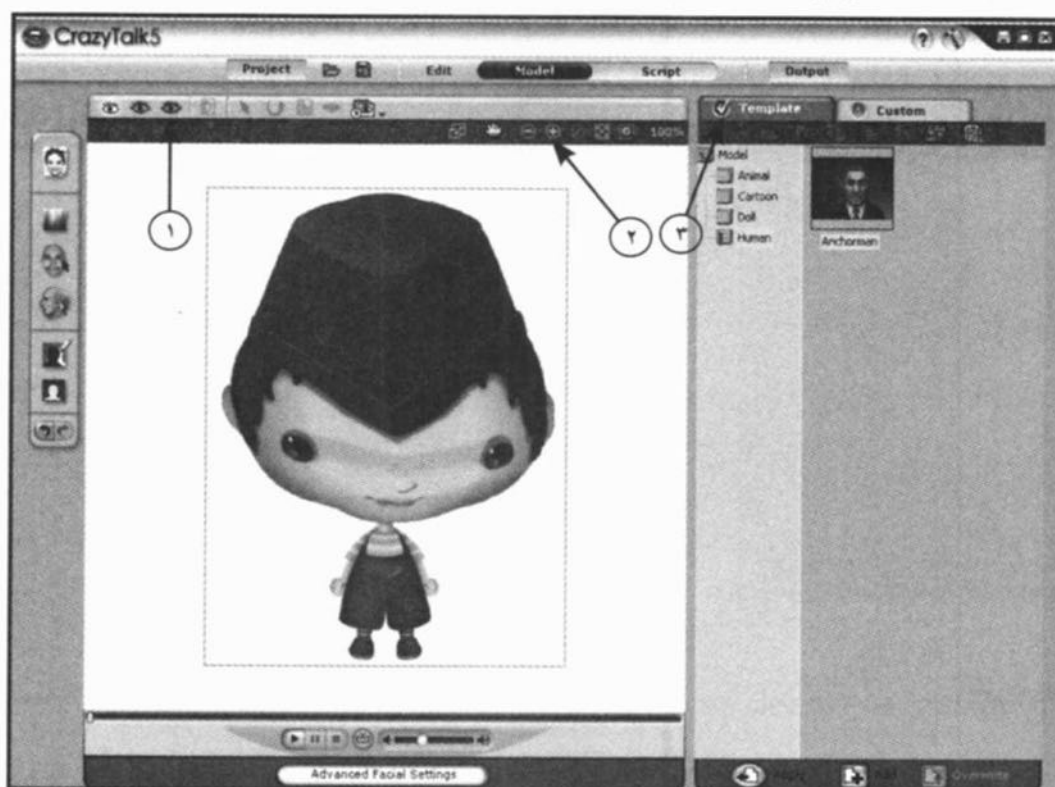 CrazyTalk5
Project Edit Model Script Output
Template Custom
100%
Model
Animal
Cartoon
Doll
Human
Anchorman
١
٢
٣
Advanced Facial Settings
Apply Add Overwrite